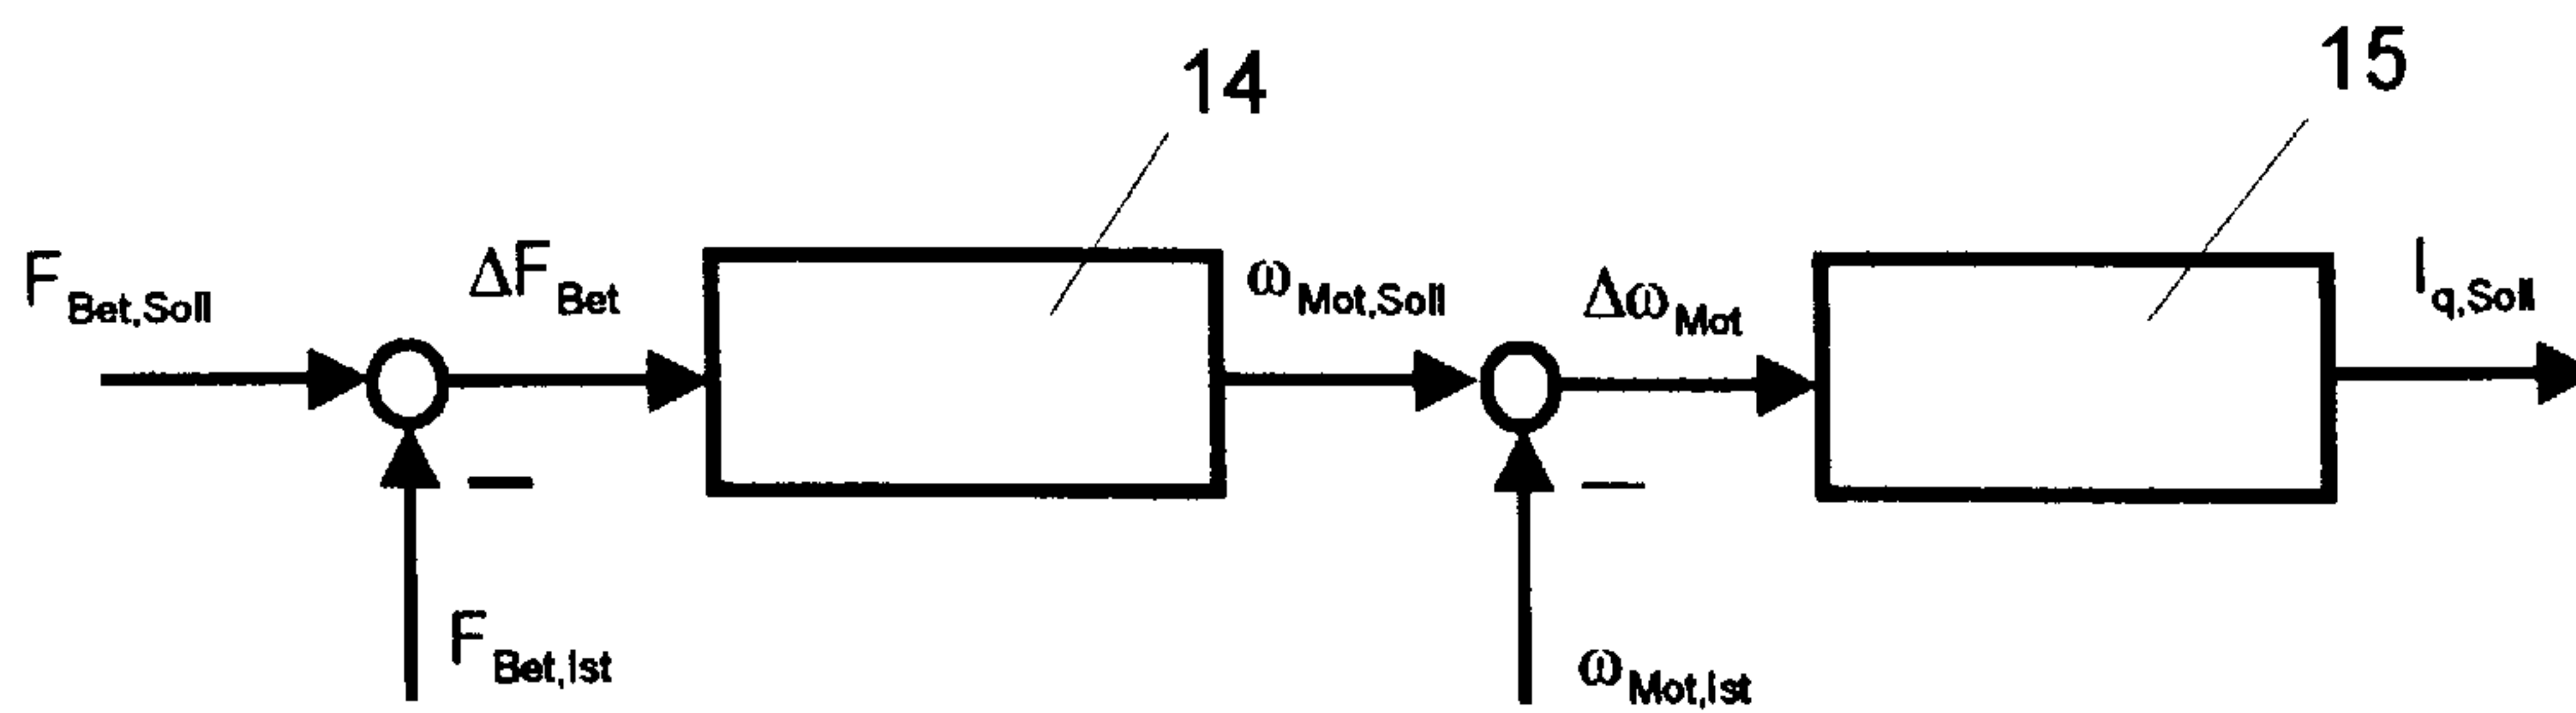 14
15
F Bet,Soll
ΔF Bet
ω Mot,Soll
Δω Mot
I q,Soll
F Bet,Ist
ω Mot,Ist